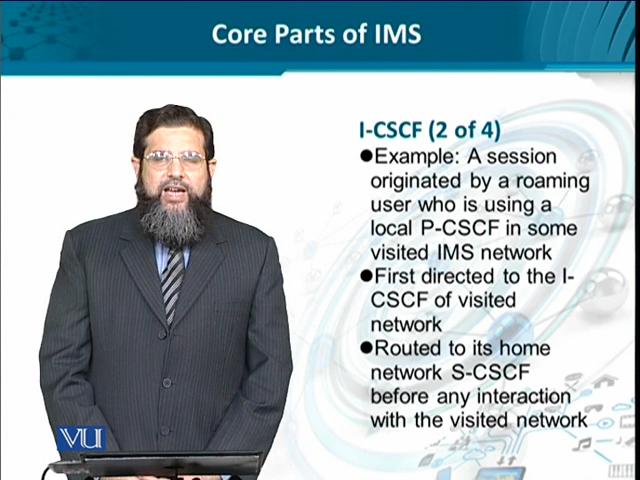 Core Parts of IMS
I-CSCF (2 of 4)
●Example: A session
originated by a roaming
user who is using a
local P-CSCF in some
visited IMS network
●First directed to the I-
CSCF of visited
network
●Routed to its home
network S-CSCF
before any interaction
with the visited network
VU